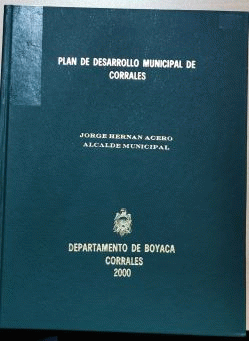 PLAN DE DESARROLLO MUNICIPAL DE
CORRALES
JORGE HERNAN ACERO
ALCALDE MUNICIPAL
DEPARTAMENTO DE BOYACA
CORRALES
2000